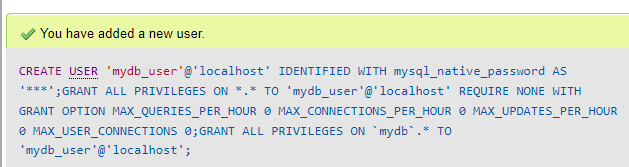 You have added a new user.
CREATE USER 'mydb_user'@'localhost' IDENTIFIED WITH mysql_native_password AS
'***';GRANT ALL PRIVILEGES ON *.* TO 'mydb_user'@'localhost' REQUIRE NONE WITH
GRANT OPTION MAX_QUERIES_PER_HOUR 0 MAX_CONNECTIONS_PER_HOUR 0 MAX_UPDATES_PER_HOUR
0 MAX_USER_CONNECTIONS 0;GRANT ALL PRIVILEGES ON `mydb`.* TO
'mydb_user'@'localhost';